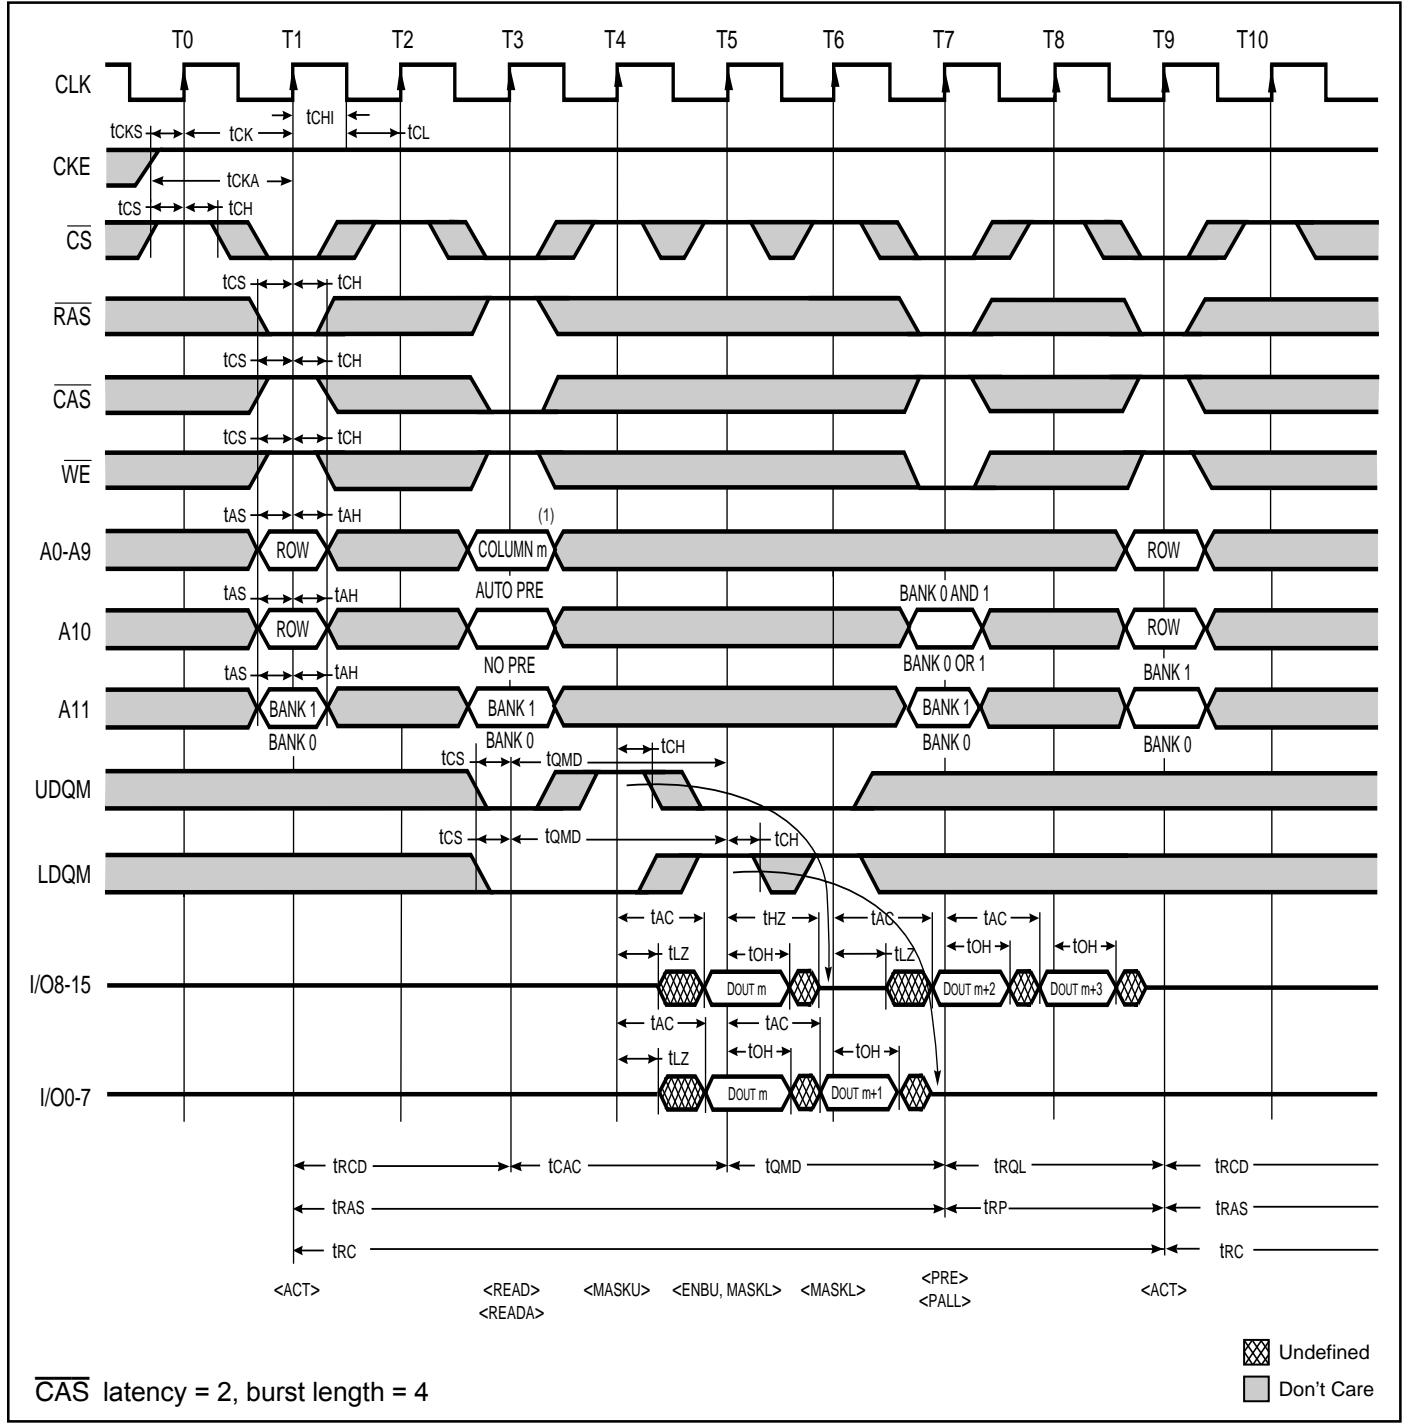 T0 T1 T2 T3 T4 T5 T6 T7 T8 T9 T10
CLK
tCHI
tCKS tCK tCL
CKE
tCKA
tCS tCH
CS
tCS tCH
RAS
tCS tCH
CAS
tCS tCH
WE
tAS tAH (1)
A0-A9 ROW COLUMN m ROW
tAS tAH AUTO PRE BANK 0 AND 1
A10 ROW ROW
tAS tAH NO PRE BANK 0 OR 1 BANK 1
A11 BANK 1 BANK 1 BANK 1
BANK 0 BANK 0 BANK 0 BANK 0
tCS tQMD tCH
UDQM
tCS tQMD tCH
LDQM
tAC tHZ tAC tAC
tLZ tOH tLZ tOH tOH
I/O8-15 DOUT m DOUT m+2 DOUT m+3
tAC tAC
tLZ tOH tOH
I/O0-7 DOUT m DOUT m+1
tRCD tCAC tQMD tRQL tRCD
tRAS tRP tRAS
tRC tRC
<ACT> <READ> <MASKU> <ENBU, MASKL> <MASKL> <PRE> <ACT>
<READA> <PALL>
Undefined
Don't Care
CAS latency = 2, burst length = 4